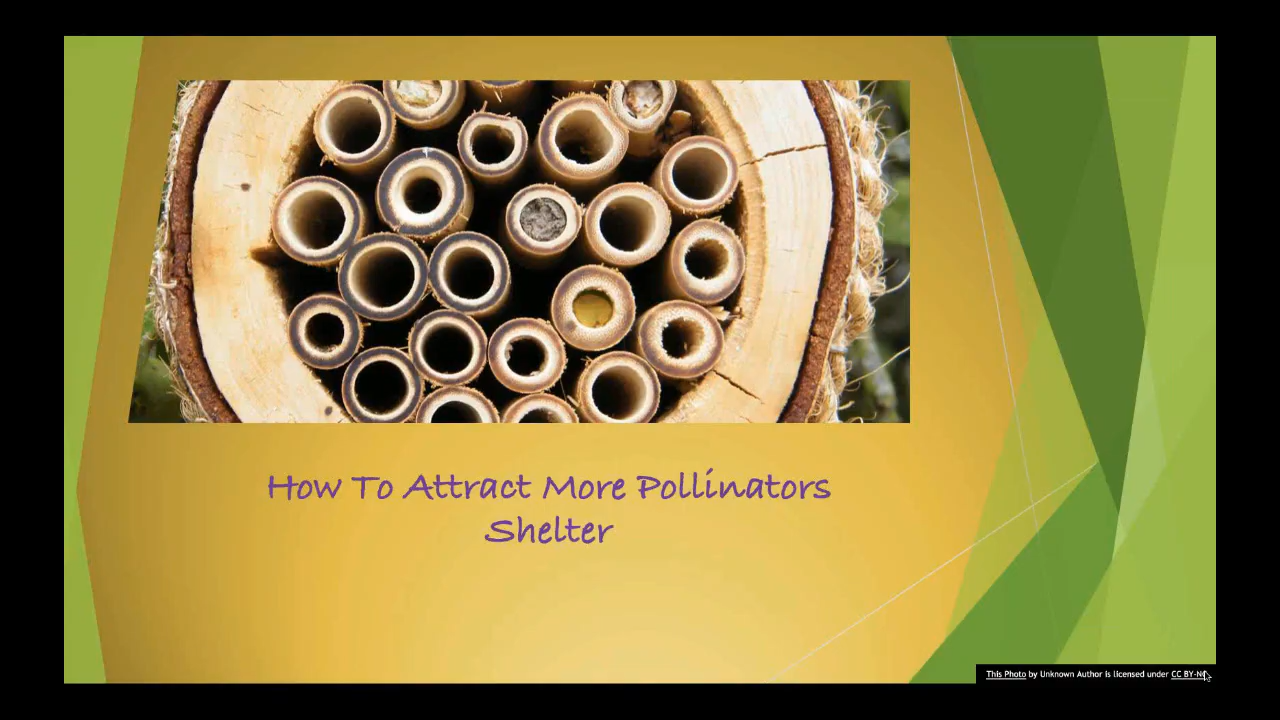 How To Attract More Pollinators
Shelter
This Photo by Unknown Author is licensed under CC BY-NC